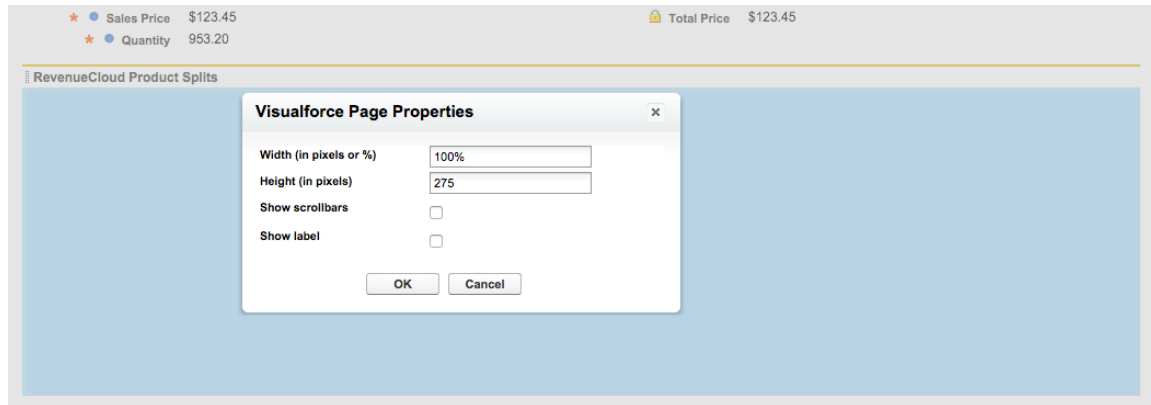 * Sales Price $123.45 Total Price $123.45
* Quantity 953.20
RevenueCloud Product Splits
Visualforce Page Properties x
Width (in pixels or %) 100%
Height (in pixels) 275
Show scrollbars
Show label
OK Cancel